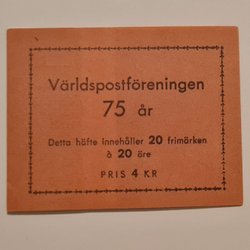 Världspostföreningen
75 år
Detta häfte innehåller 20 frimärken
à 20 öre
PRIS 4 KR